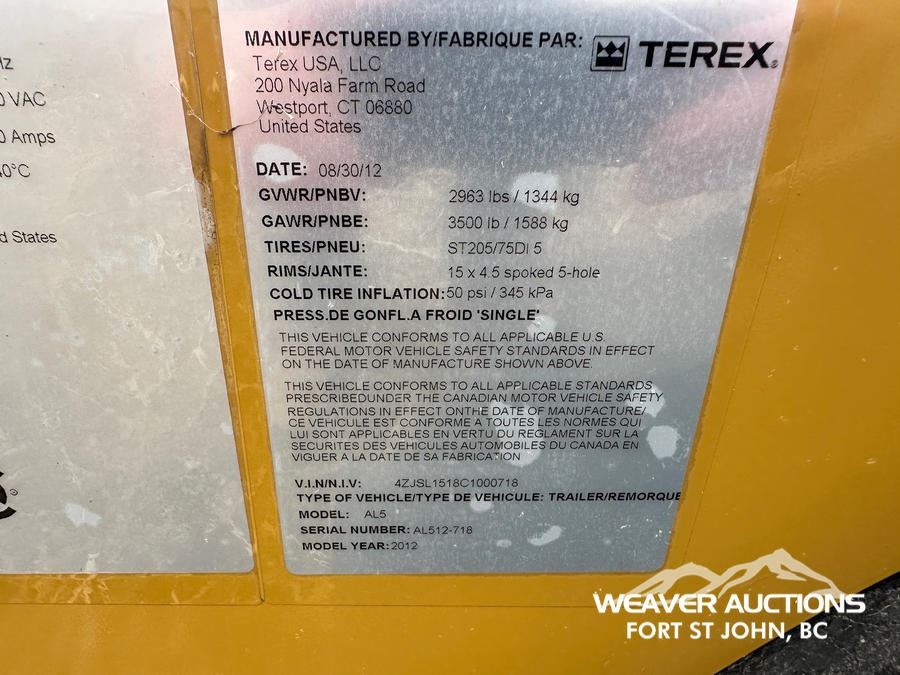 Hz
0 VAC
0 Amps
40°C
d States
MANUFACTURED BY/FABRIQUE PAR:
TEREX®
Terex USA, LLC
200 Nyala Farm Road
Westport, CT 06880
United States
DATE: 08/30/12
GVWR/PNBV: 2963 lbs / 1344 kg
GAWR/PNBE: 3500 lb / 1588 kg
TIRES/PNEU: ST205/75DI 5
RIMS/JANTE: 15 x 4.5 spoked 5-hole
COLD TIRE INFLATION: 50 psi / 345 kPa
PRESS.DE GONFL.A FROID 'SINGLE'
THIS VEHICLE CONFORMS TO ALL APPLICABLE U.S.
FEDERAL MOTOR VEHICLE SAFETY STANDARDS IN EFFECT
ON THE DATE OF MANUFACTURE SHOWN ABOVE.
THIS VEHICLE CONFORMS TO ALL APPLICABLE STANDARDS
PRESCRIBEDUNDER THE CANADIAN MOTOR VEHICLE SAFETY
REGULATIONS IN EFFECT ONTHE DATE OF MANUFACTURE/
CE VEHICULE EST CONFORME A TOUTES LES NORMES QUI
LUI SONT APPLICABLES EN VERTU DU REGLAMENT SUR LA
SECURITES DES VEHICULES AUTOMOBILES DU CANADA EN
VIGUER A LA DATE DE SA FABRICATION
V.I.N/N.I.V: 4ZJSL1518C1000718
TYPE OF VEHICLE/TYPE DE VEHICULE: TRAILER/REMORQUE
MODEL: AL5
SERIAL NUMBER: AL512-718
MODEL YEAR: 2012
WEAVER AUCTIONS
FORT ST JOHN, BC